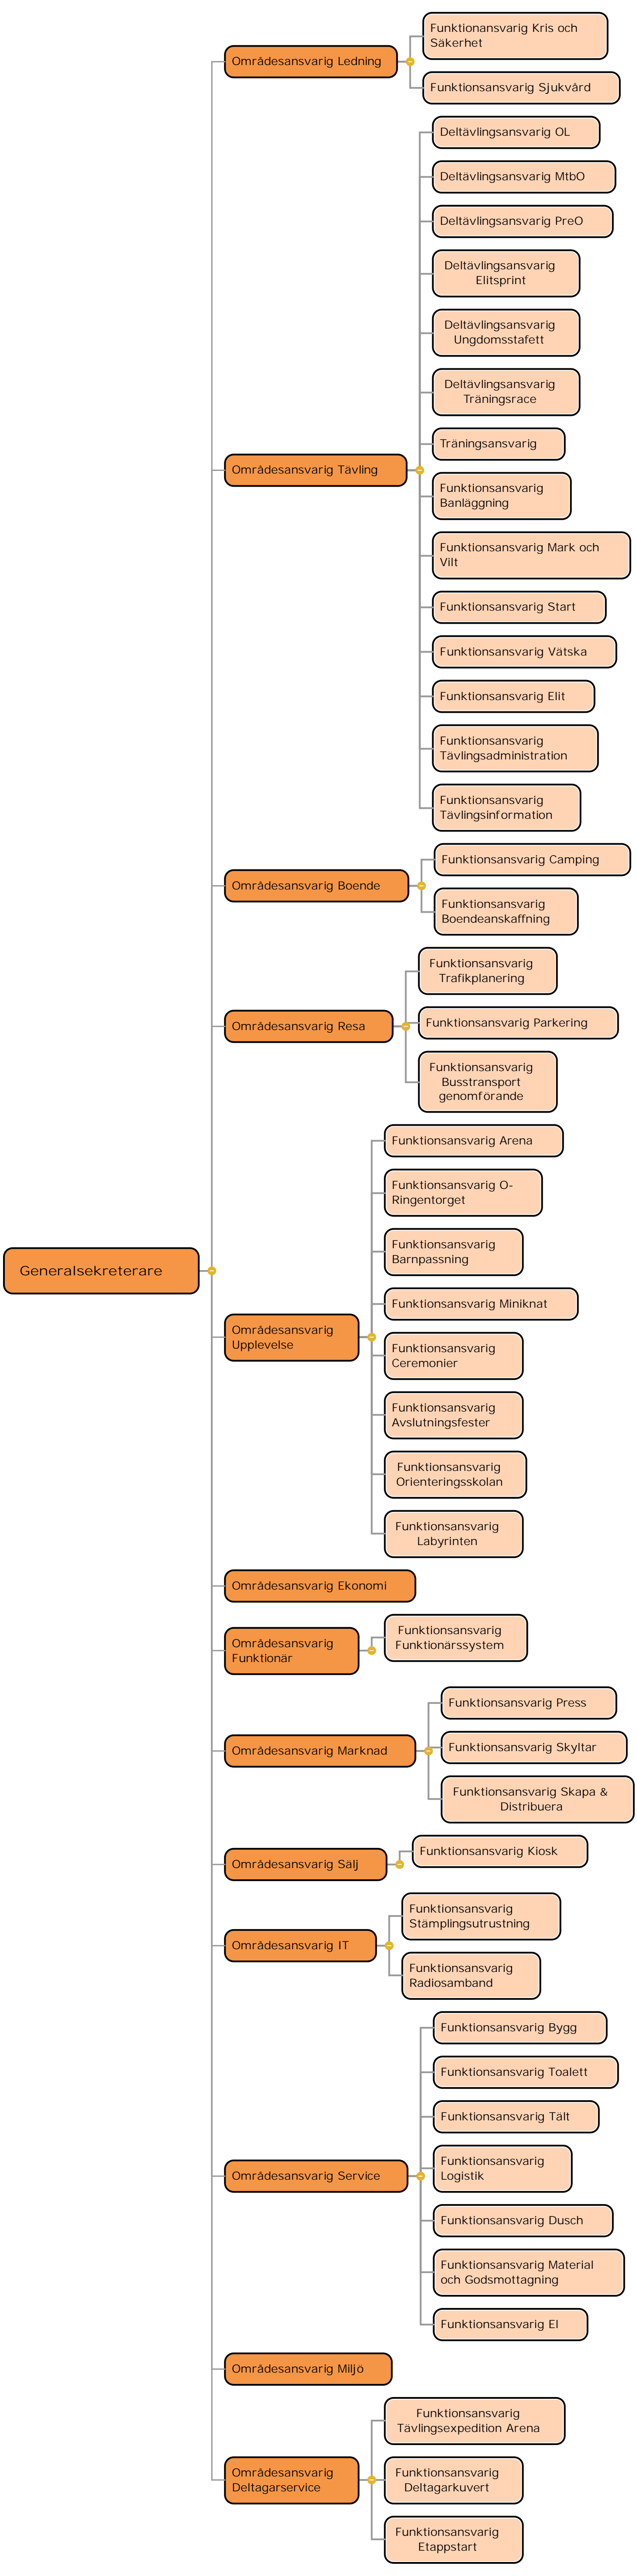 Funktionansvarig Kris och
Säkerhet
Områdesansvarig Ledning
Funktionsansvarig Sjukvård
Deltävlingsansvarig OL
Deltävlingsansvarig MtbO
Deltävlingsansvarig PreO
Deltävlingsansvarig
Elitsprint
Deltävlingsansvarig
Ungdomsstafett
Deltävlingsansvarig
Träningsrace
Träningsansvarig
Områdesansvarig Tävling
Funktionsansvarig
Banläggning
Funktionsansvarig Mark och
Vilt
Funktionsansvarig Start
Funktionsansvarig Vätska
Funktionsansvarig Elit
Funktionsansvarig
Tävlingsadministration
Funktionsansvarig
Tävlingsinformation
Funktionsansvarig Camping
Områdesansvarig Boende
Funktionsansvarig
Boendeanskaffning
Funktionsansvarig
Trafikplanering
Områdesansvarig Resa
Funktionsansvarig Parkering
Funktionsansvarig
Busstransport
genomförande
Funktionsansvarig Arena
Funktionsansvarig O-
Ringentorget
Funktionsansvarig
Barnpassning
Generalsekreterare
Funktionsansvarig Miniknat
Områdesansvarig
Upplevelse
Funktionsansvarig
Ceremonier
Funktionsansvarig
Avslutningsfester
Funktionsansvarig
Orienteringsskolan
Funktionsansvarig
Labyrinten
Områdesansvarig Ekonomi
Funktionsansvarig
Funktionärssystem
Områdesansvarig
Funktionär
Funktionsansvarig Press
Områdesansvarig Marknad
Funktionsansvarig Skyltar
Funktionsansvarig Skapa &
Distribuera
Funktionsansvarig Kiosk
Områdesansvarig Sälj
Funktionsansvarig
Stämplingsutrustning
Områdesansvarig IT
Funktionsansvarig
Radiosamband
Funktionsansvarig Bygg
Funktionsansvarig Toalett
Funktionsansvarig Tält
Funktionsansvarig
Logistik
Områdesansvarig Service
Funktionsansvarig Dusch
Funktionsansvarig Material
och Godsmottagning
Funktionsansvarig El
Områdesansvarig Miljö
Funktionsansvarig
Tävlingsexpedition Arena
Områdesansvarig
Deltagarservice
Funktionsansvarig
Deltagarkuvert
Funktionsansvarig
Etappstart